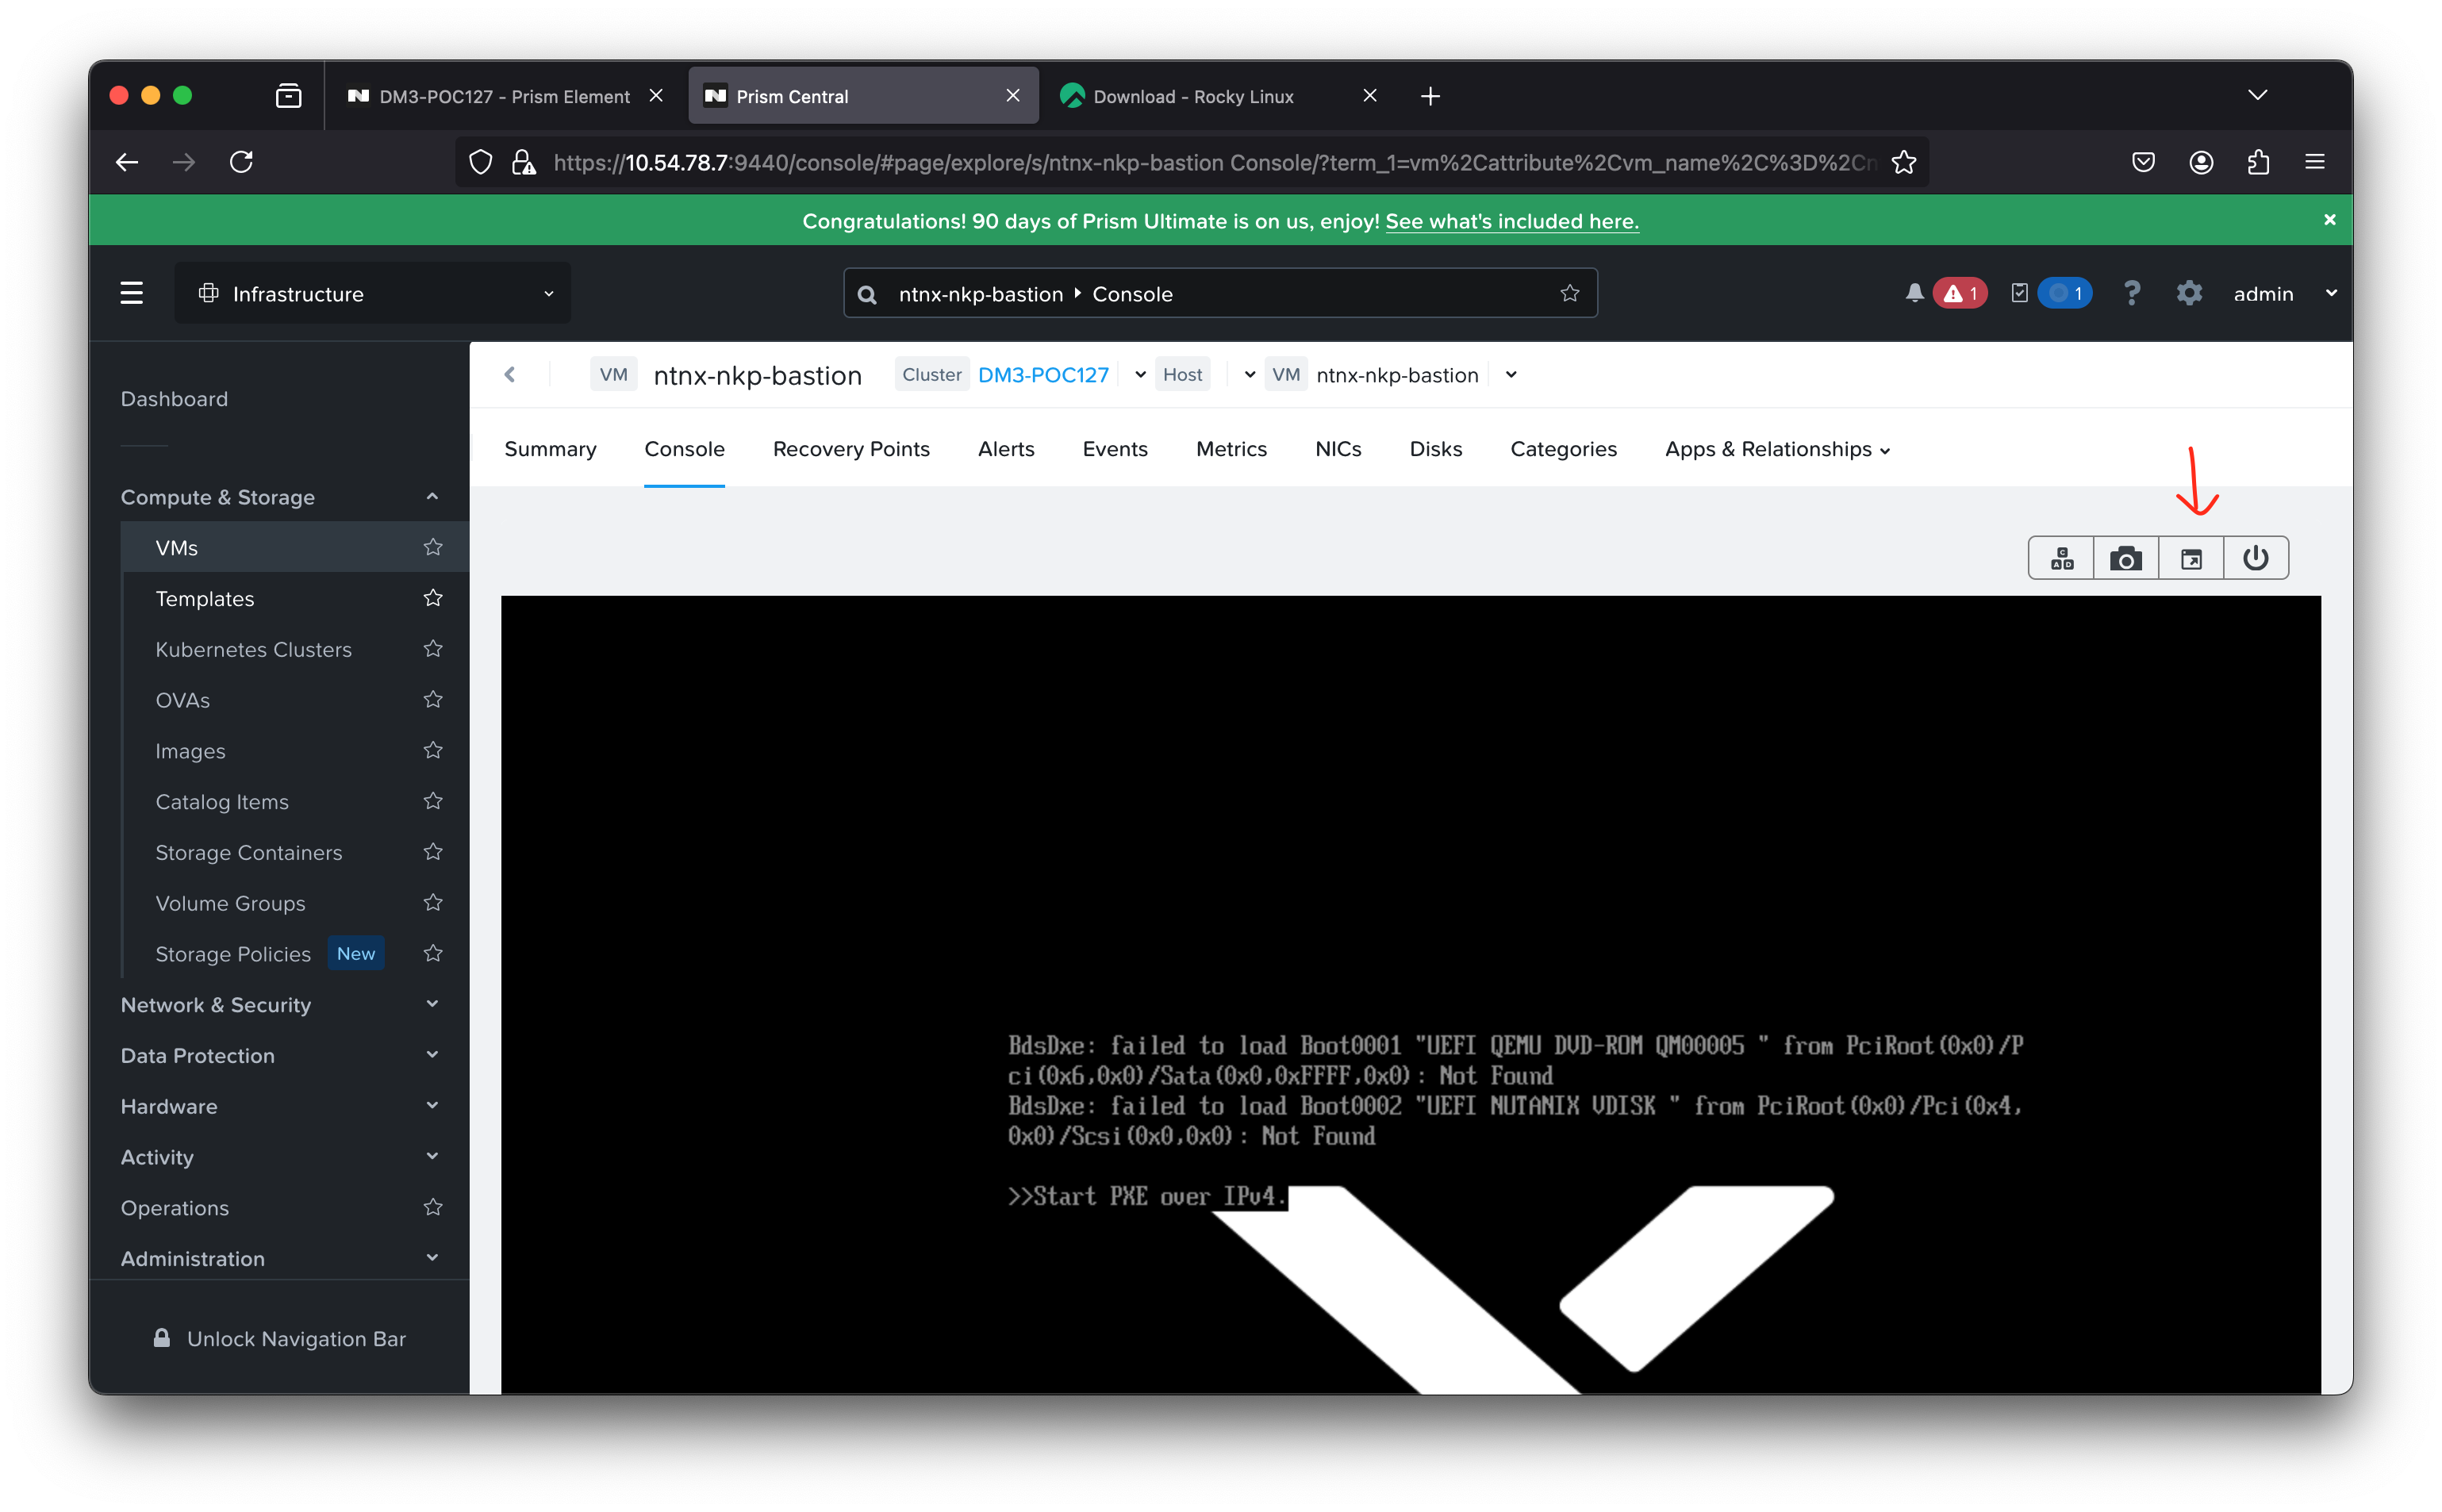 DM3-POC127 - Prism Element
Prism Central
Download - Rocky Linux
https://10.54.78.7:9440/console/#page/explore/s/ntnx-nkp-bastion Console/?term_1=vm%2Cattribute%2Cvm_name%2C%3D%2Cn
Congratulations! 90 days of Prism Ultimate is on us, enjoy! See what's included here.
Infrastructure
ntnx-nkp-bastion Console
1
1
?
admin
VM ntnx-nkp-bastion Cluster DM3-POC127 Host VM ntnx-nkp-bastion
Summary Console Recovery Points Alerts Events Metrics NICs Disks Categories Apps & Relationships
C
A D
Dashboard
Compute & Storage
VMs
Templates
Kubernetes Clusters
OVAs
Images
Catalog Items
Storage Containers
Volume Groups
Storage Policies New
Network & Security
Data Protection
Hardware
Activity
Operations
Administration
Unlock Navigation Bar
BdsDxe: failed to load Boot0001 "UEFI QEMU DVD-ROM QM00005 " from PciRoot(0x0)/P
ci(0x6,0x0)/Sata(0x0,0xFFFF,0x0): Not Found
BdsDxe: failed to load Boot0002 "UEFI NUTANIX VDISK " from PciRoot(0x0)/Pci(0x4,
0x0)/Scsi(0x0,0x0): Not Found
>>Start PXE over IPv4.